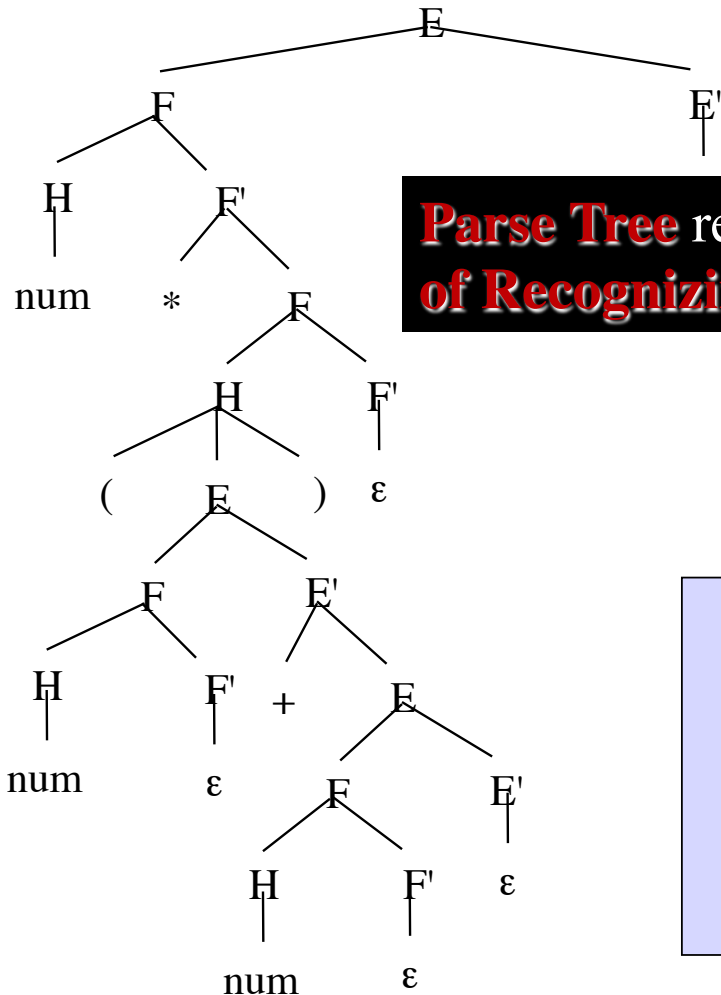 E
F E'
H F'
Parse Tree re
num * F of Recognizi
H F'
( E ) ε
F E'
H F' + E
num ε F E'
H F' ε
num ε